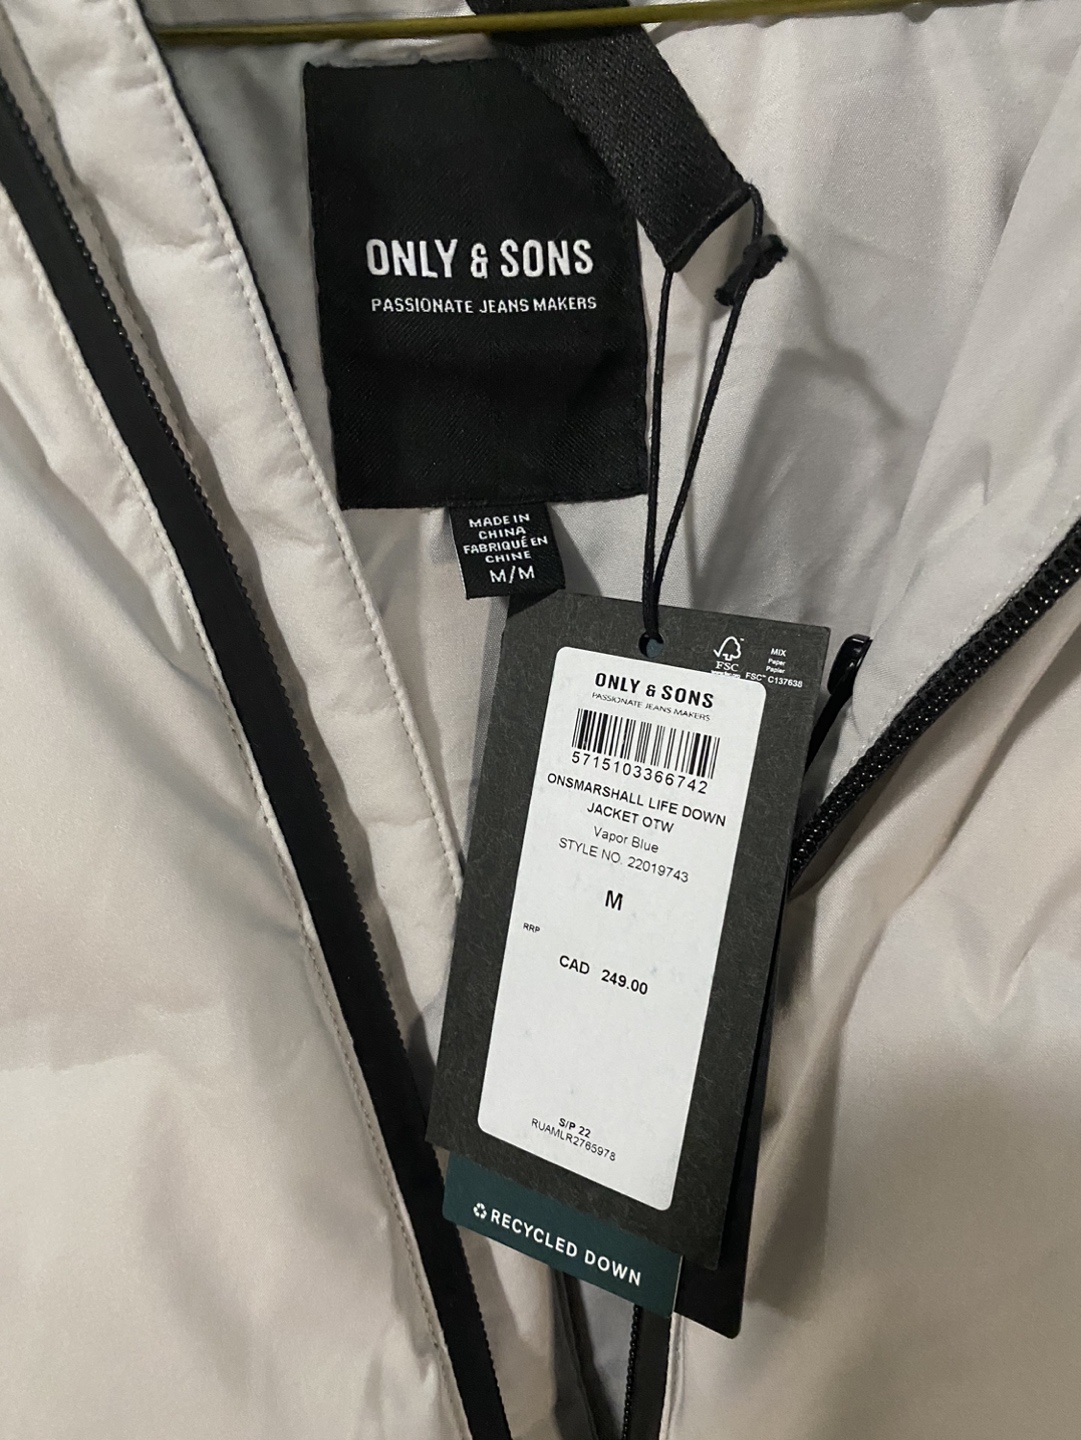 ONLY & SONS
PASSIONATE JEANS MAKERS
MADE IN
CHINA
FABRIQUÉ EN
CHINE
M/M
FSC
MIX
Paper
Papier
FSC™ C137638
ONLY & SONS
PASSIONATE JEANS MAKERS
5715103366742
ONSMARSHALL LIFE DOWN
JACKET OTW
Vapor Blue
STYLE NO. 22019743
M
RRP
CAD 249.00
S/P 22
RUAMLR2765978
RECYCLED DOWN